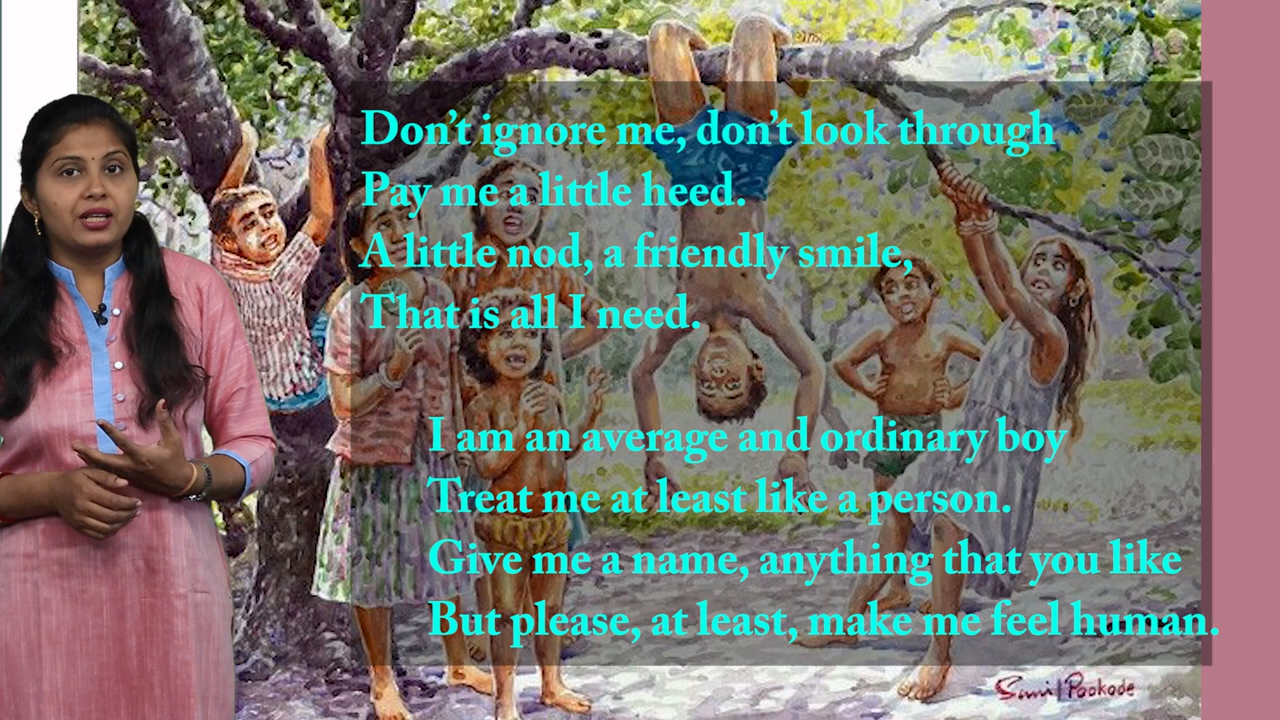 Don’t ignore me, don’t look through
Pay me a little heed.
A little nod, a friendly smile,
That is all I need.
I am an average and ordinary boy
Treat me at least like a person.
Give me a name, anything that you like
But please, at least, make me feel human.
Sunil Pookode